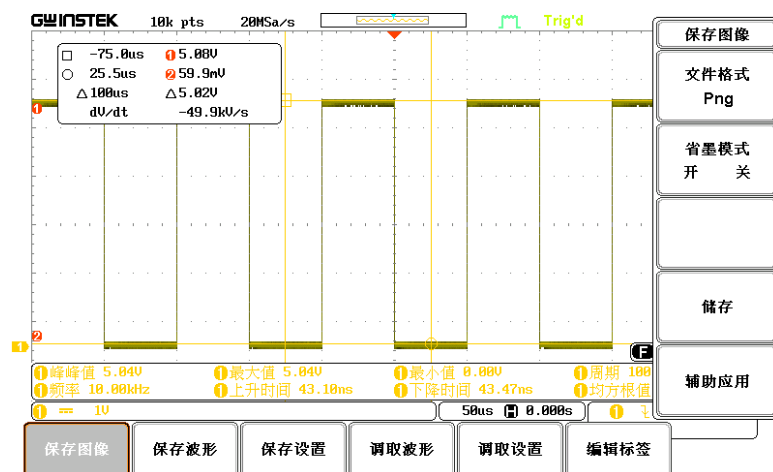 GWINSTEK 10k pts 20MSa/s Trig'd
-75.0us 1 5.08V
25.5us 2 59.9mV
△100us △5.02V
dV/dt -49.9kV/s
1
2
1
F
1峰峰值 5.04V 1最大值 5.04V 1最小值 0.00V 1周期 100
1频率 10.00kHz 1上升时间 43.10ns 1下降时间 43.47ns 1均方根值
1 1V 50us H 0.000s 1
保存图像
文件格式
Png
省墨模式
开 关
储存
辅助应用
保存图像 保存波形 保存设置 调取波形 调取设置 编辑标签